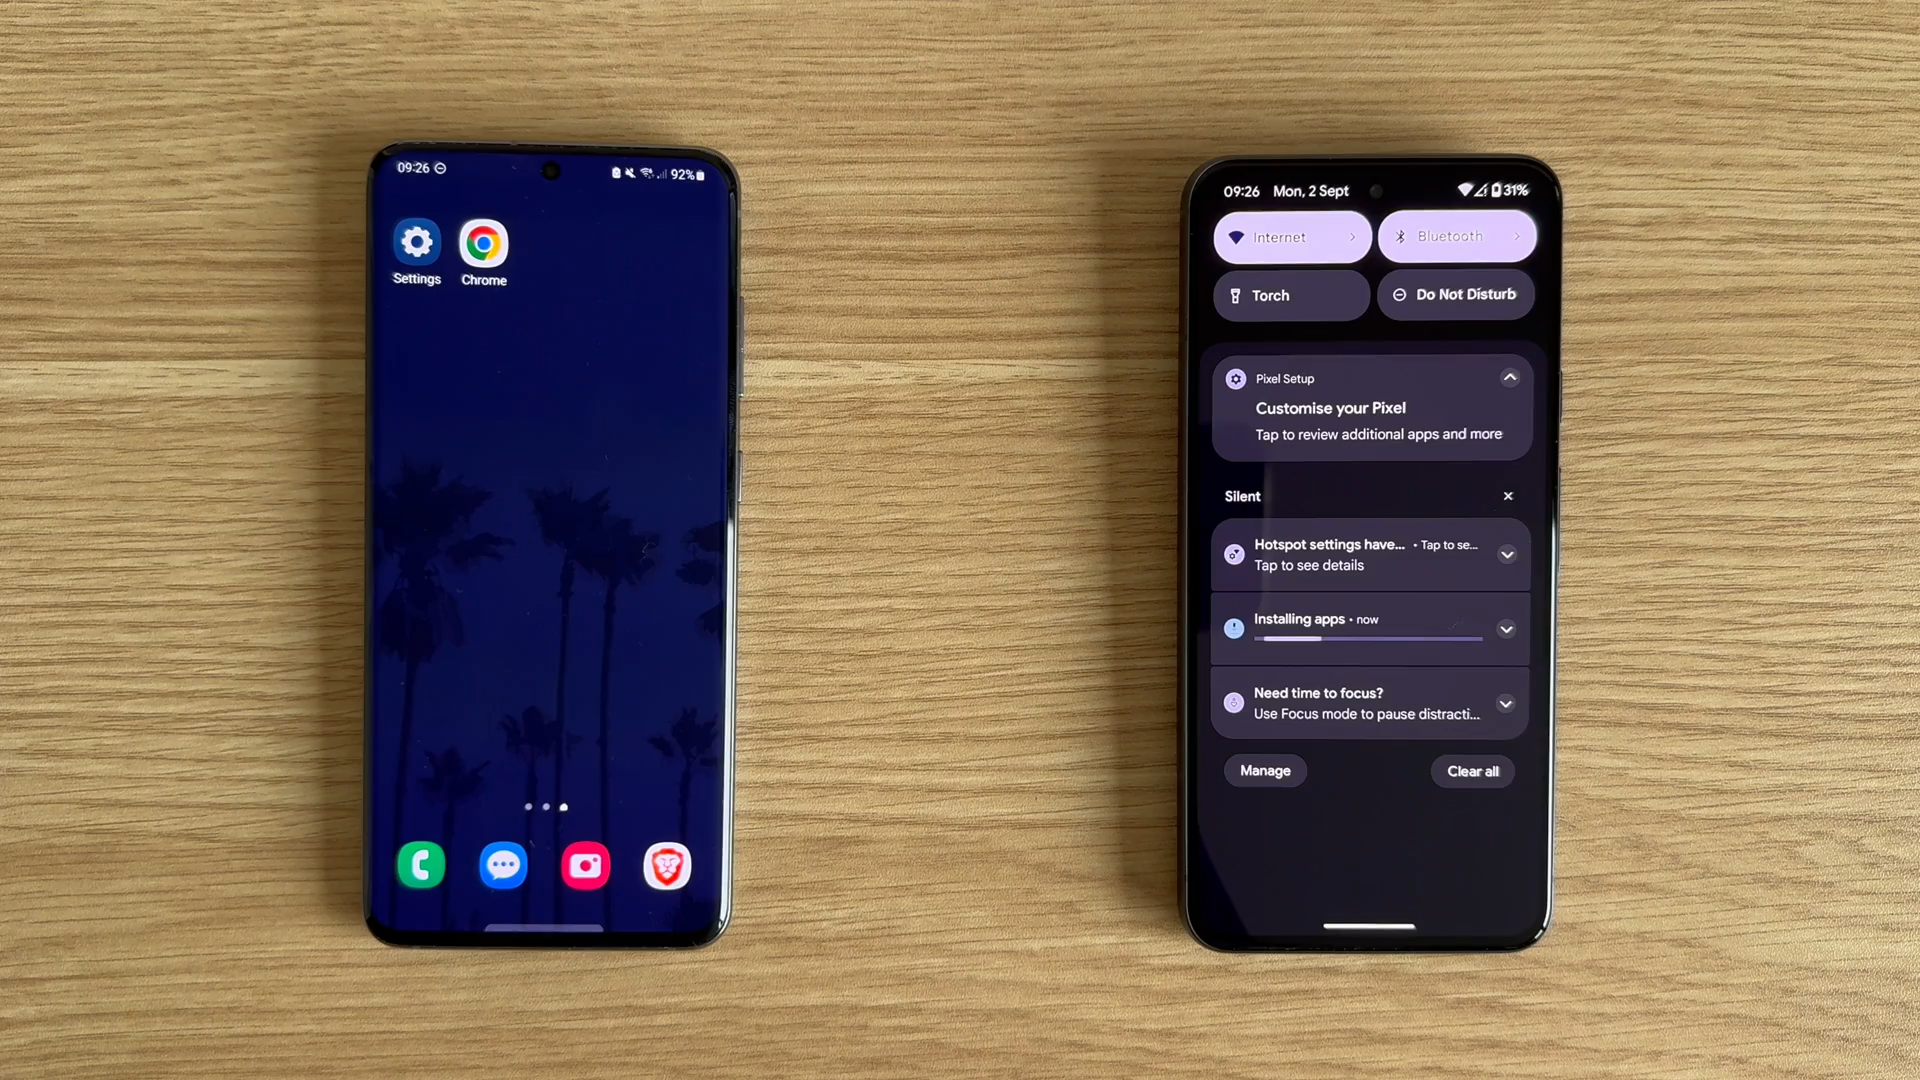 09:26
92%
Settings
Chrome
09:26 Mon, 2 Sept
31%
Internet
Bluetooth
Torch
Do Not Disturb
Pixel Setup
Customise your Pixel
Tap to review additional apps and more
Silent
Hotspot settings have... • Tap to se...
Tap to see details
Installing apps • now
Need time to focus?
Use Focus mode to pause distracti...
Manage
Clear all